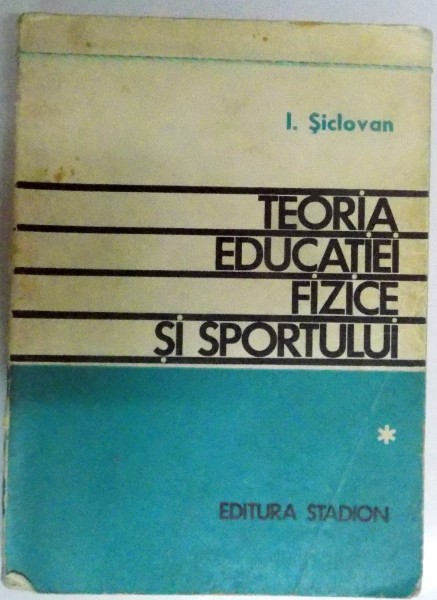 I. Şiclovan
TEORIA
EDUCAŢIEI
FIZICE
ŞI SPORTULUI
*
EDITURA STADION